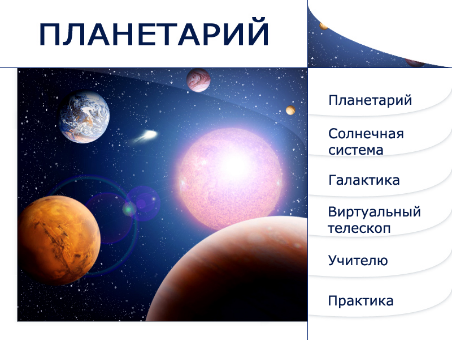 ПЛАНЕТАРИЙ
Планетарий
Солнечная
система
Галактика
Виртуальный
телескоп
Учителю
Практика